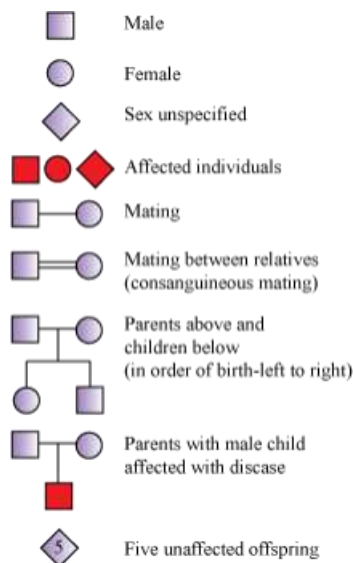 Male
Female
Sex unspecified
Affected individuals
Mating
Mating between relatives
(consanguineous mating)
Parents above and
children below
(in order of birth-left to right)
Parents with male child
affected with discase
5
Five unaffected offspring